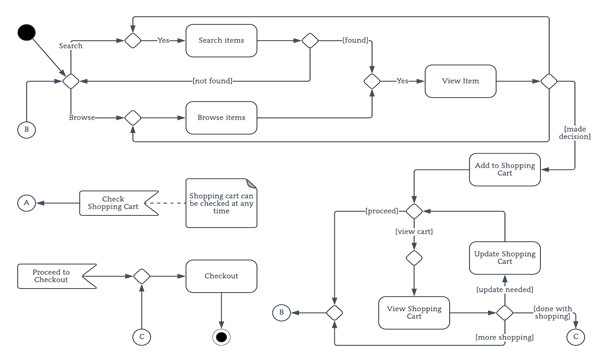 Search
Yes
Search items
[found]
[not found]
Yes
View Item
Browse
Browse items
B
[made
decision]
Add to Shopping
Cart
A
Check
Shopping Cart
Shopping cart can
be checked at any
time
[proceed]
[view cart]
Update Shopping
Cart
Proceed to
Checkout
Checkout
[update needed]
B
View Shopping
Cart
[done with
shopping]
C
[more shopping]
C